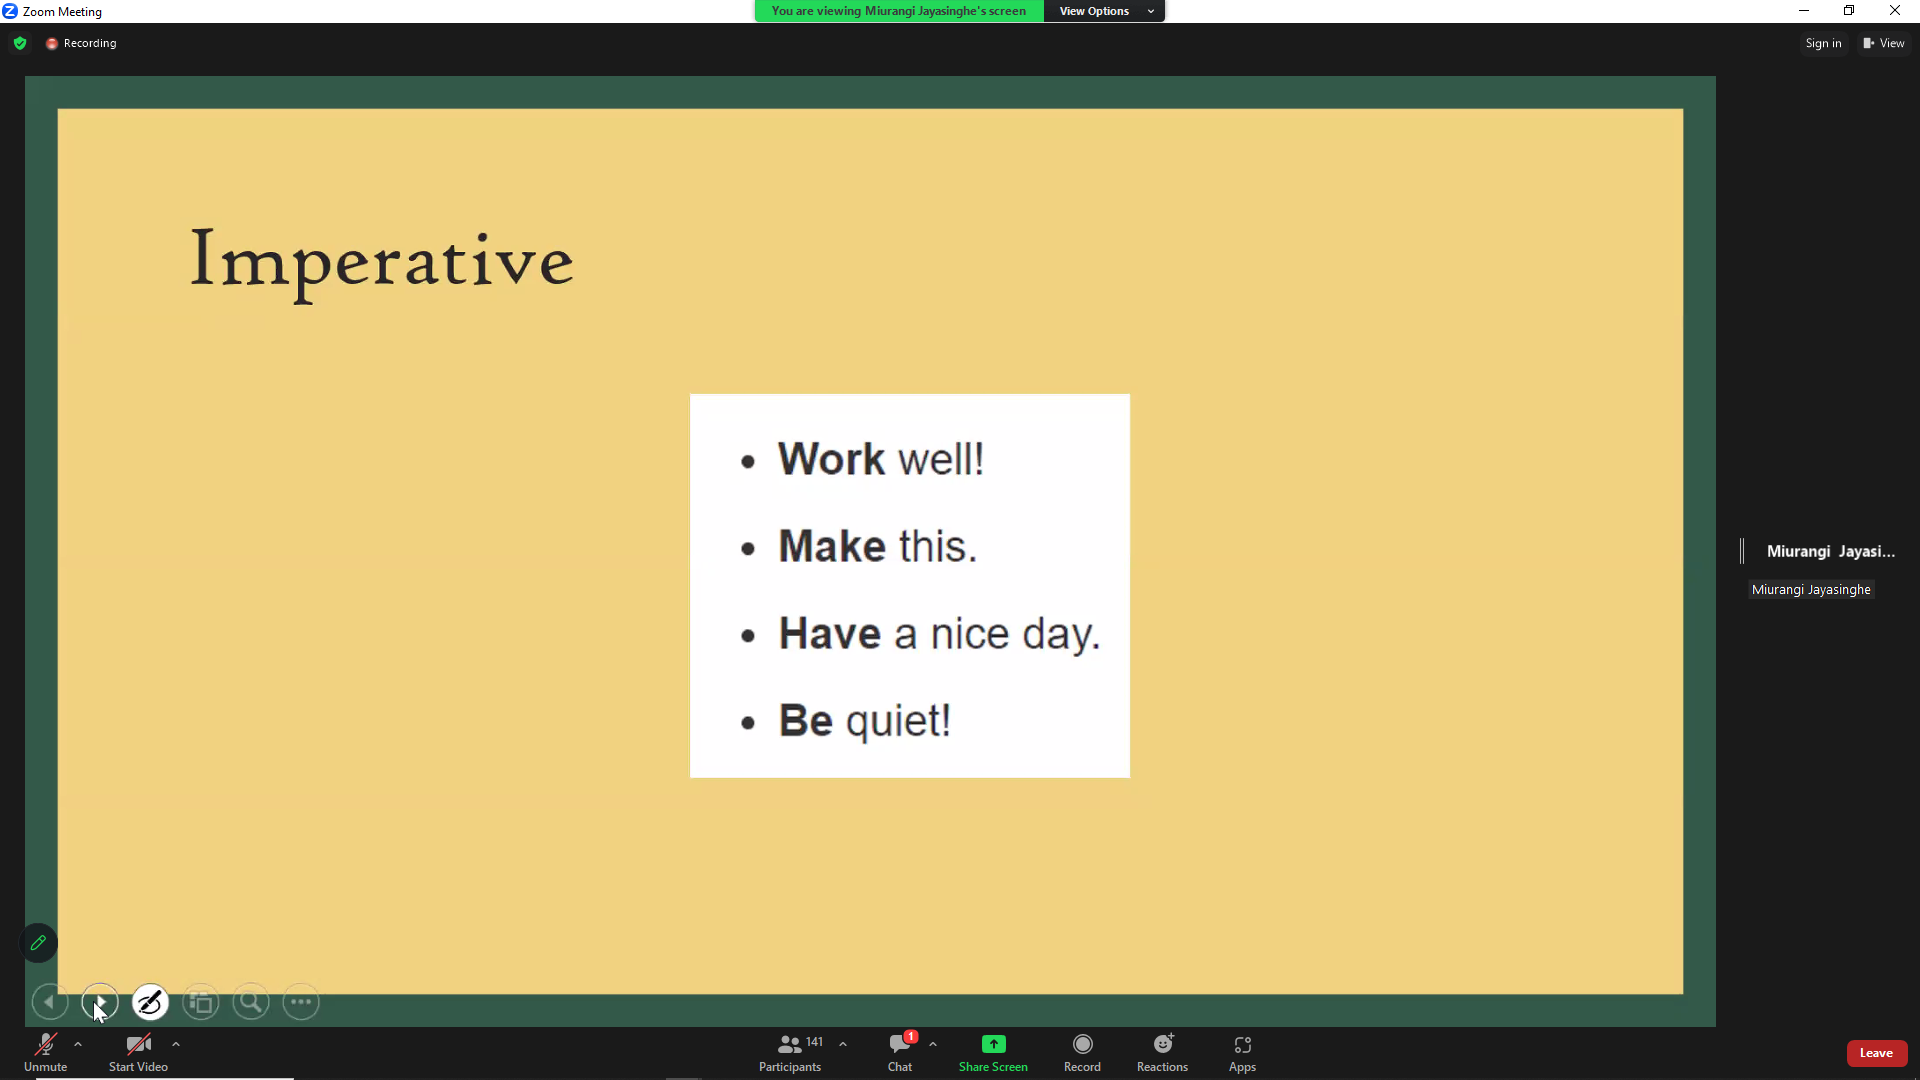 Zoom Meeting
You are viewing Miurangi Jayasinghe's screen
View Options
Recording
Sign in
View
Imperative
• Work well!
• Make this.
• Have a nice day.
• Be quiet!
Miurangi Jayasi...
Miurangi Jayasinghe
Unmute
Start Video
141
Participants
1
Chat
Share Screen
Record
Reactions
Apps
Leave